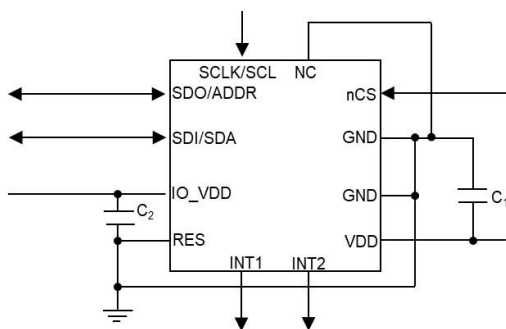 SCLK/SCL NC
SDO/ADDR nCS
SDI/SDA GND
IO_VDD GND
C2 C1
RES VDD
INT1 INT2